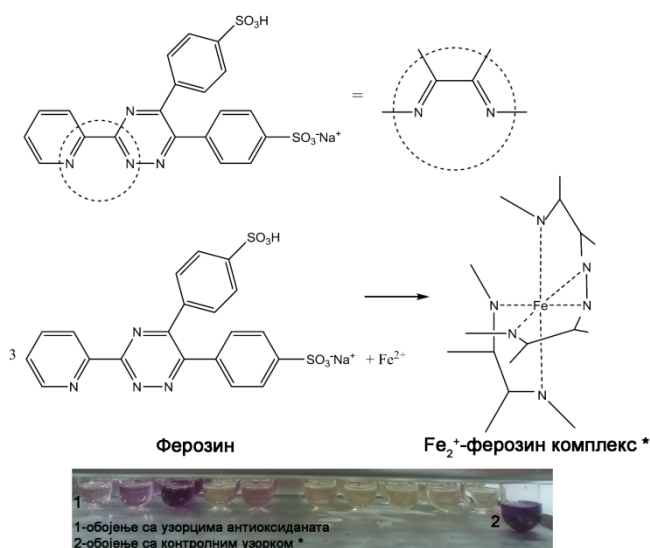 SO₃H
N
SO₃⁻Na⁺
N
N N
=
N N
SO₃H
N
N
N
N
Fe
N
N
N
3
N
SO₃⁻Na⁺
+ Fe²⁺
N
N N
N
Ферозин
Fe₂⁺-ферозин комплекс *
1
2
1-обојење са узорцима антиоксиданата
2-обојење са контролним узорком *